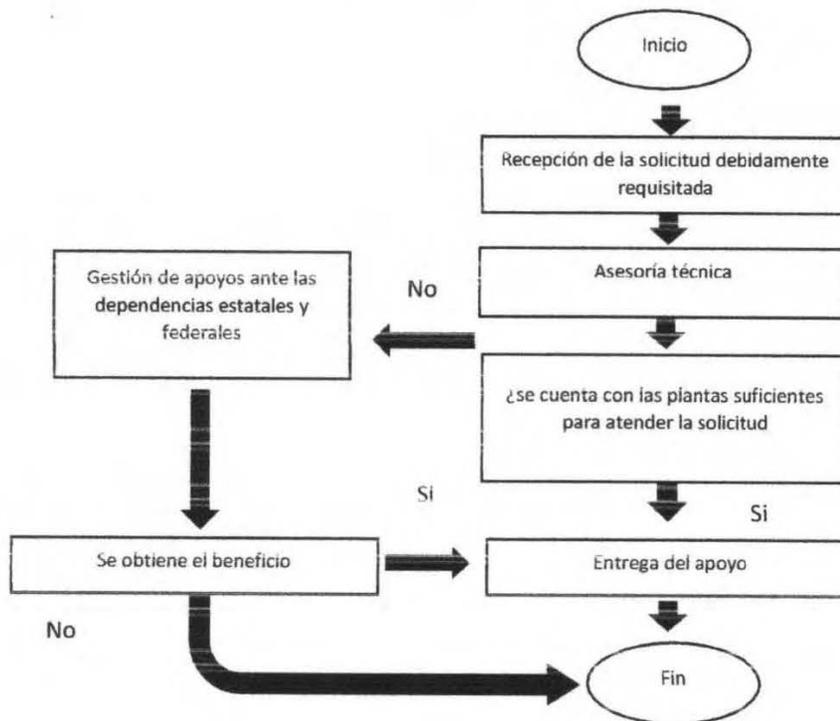 Inicio
Recepción de la solicitud debidamente
requisitada
Asesoría técnica
Gestión de apoyos ante las
dependencias estatales y
federales
No
¿se cuenta con las plantas suficientes
para atender la solicitud
Si
Si
Se obtiene el beneficio
Entrega del apoyo
No
Fin